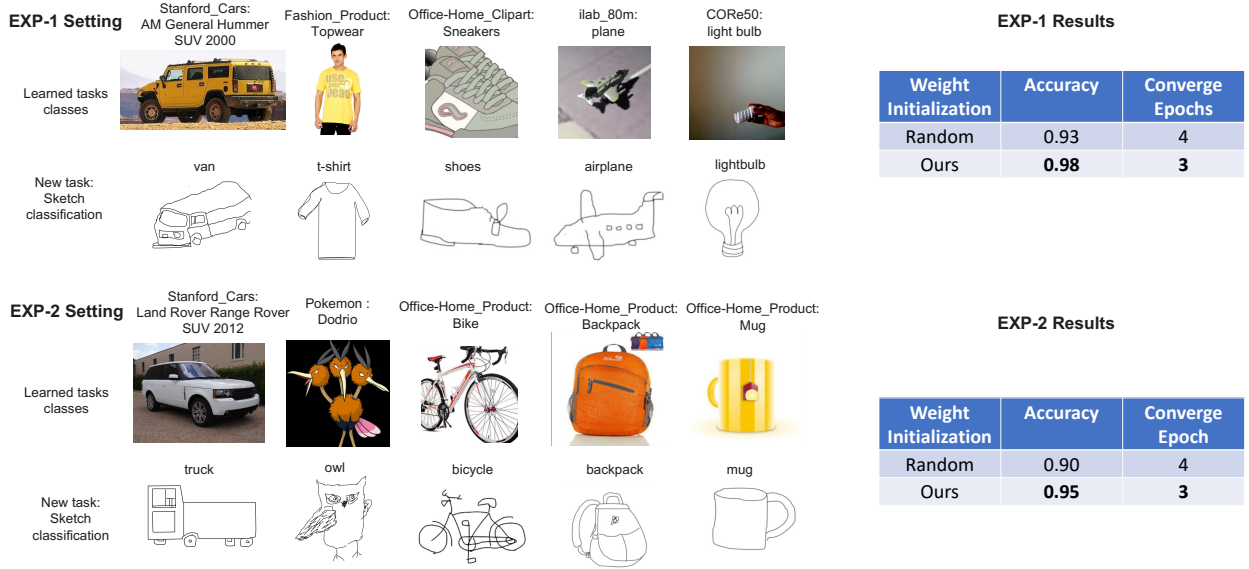 EXP-1 Setting
Stanford_Cars:
AM General Hummer
SUV 2000
Fashion_Product:
Topwear
Office-Home_Clipart:
Sneakers
ilab_80m:
plane
CORe50:
light bulb
EXP-1 Results
Learned tasks
classes
use
beau
Weight
Initialization
Accuracy
Converge
Epochs
Random
0.93
4
Ours
0.98
3
New task:
Sketch
classification
van
t-shirt
shoes
airplane
lightbulb
EXP-2 Setting
Stanford_Cars:
Land Rover Range Rover
SUV 2012
Pokemon :
Dodrio
Office-Home_Product:
Bike
Office-Home_Product:
Backpack
Office-Home_Product:
Mug
EXP-2 Results
Learned tasks
classes
Weight
Initialization
Accuracy
Converge
Epoch
Random
0.90
4
Ours
0.95
3
New task:
Sketch
classification
truck
owl
bicycle
backpack
mug